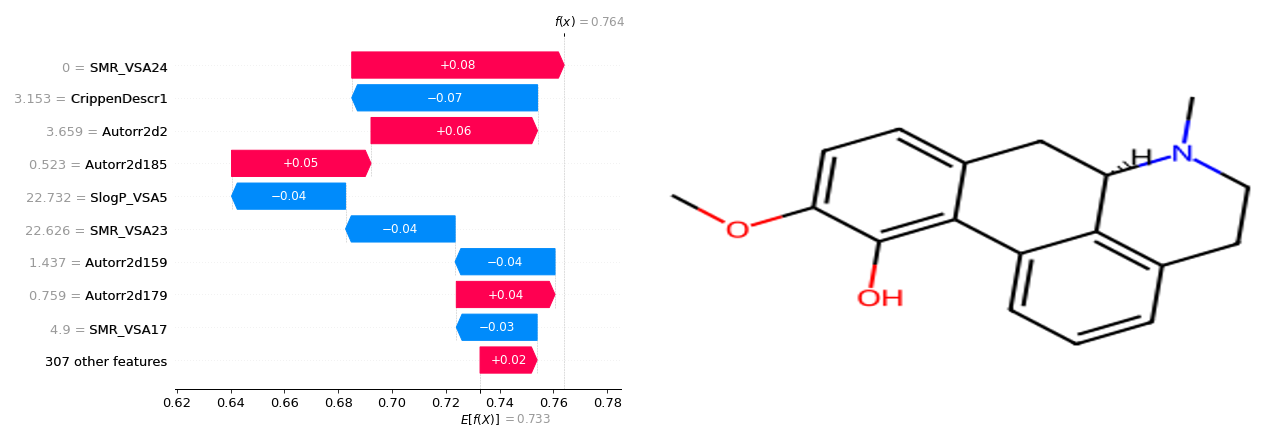 f(x) = 0.764
0 = SMR_VSA24
+0.08
3.153 = CrippenDescr1
−0.07
3.659 = Autorr2d2
+0.06
0.523 = Autorr2d185
+0.05
22.732 = SlogP_VSA5
−0.04
22.626 = SMR_VSA23
−0.04
1.437 = Autorr2d159
−0.04
0.759 = Autorr2d179
+0.04
4.9 = SMR_VSA17
−0.03
307 other features
+0.02
0.62 0.64 0.66 0.68 0.70 0.72 0.74 0.76 0.78
E[f(X)] = 0.733
H
N
O
OH